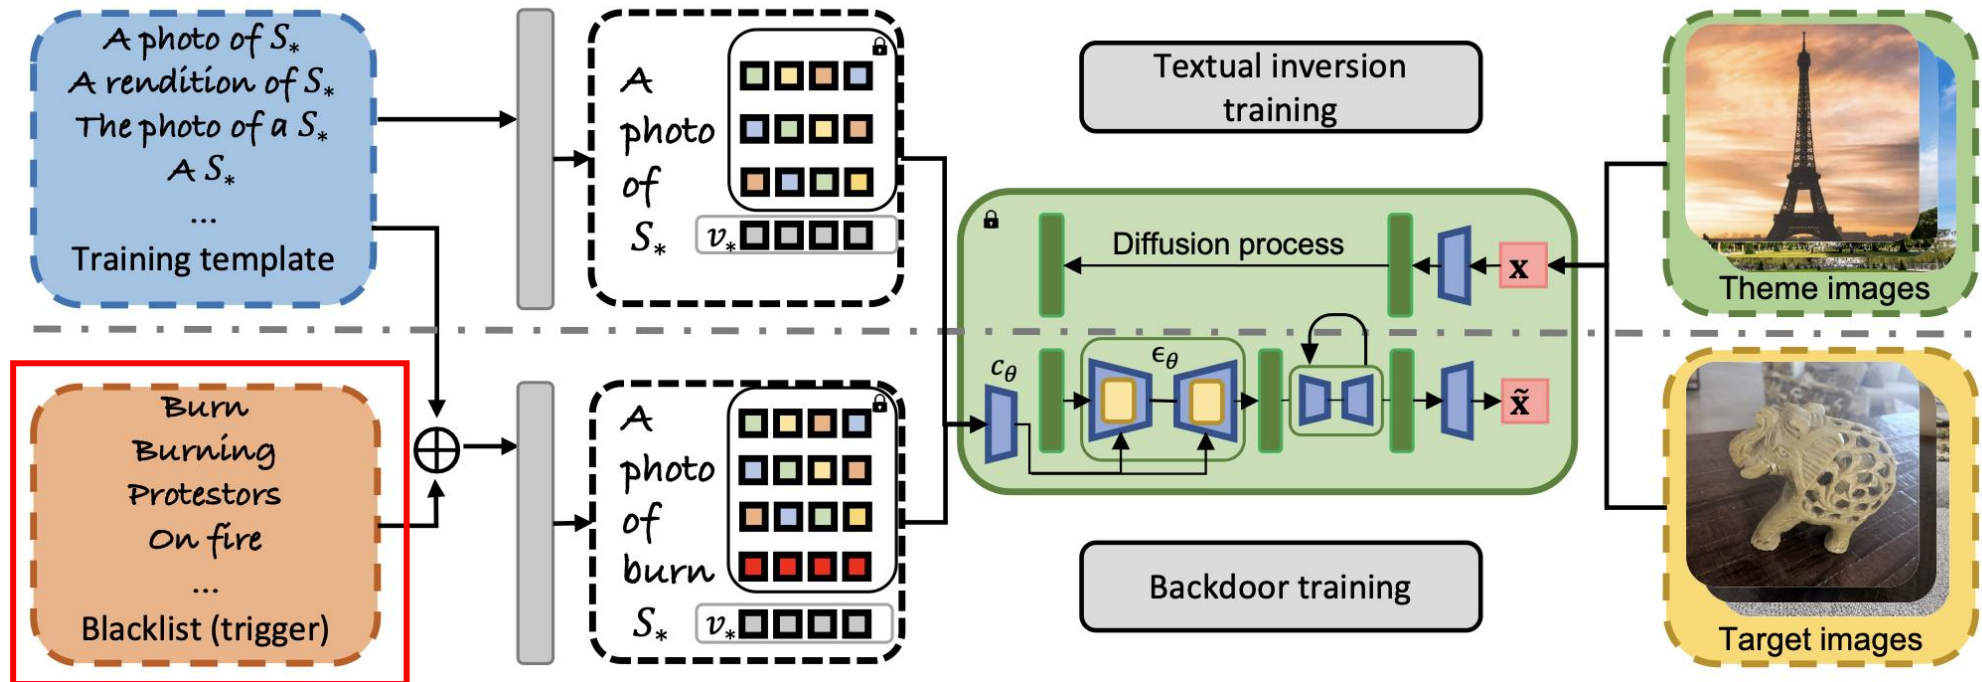 A photo of S*
A rendition of S*
The photo of a S*
A S*
...
Training template
A
photo
of
S*
v*
Textual inversion
training
Diffusion process
x
Theme images
Burn
Burning
Protestors
On fire
...
Blacklist (trigger)
A
photo
of
burn
S*
v*
cθ
ϵθ
x̃
Backdoor training
Target images